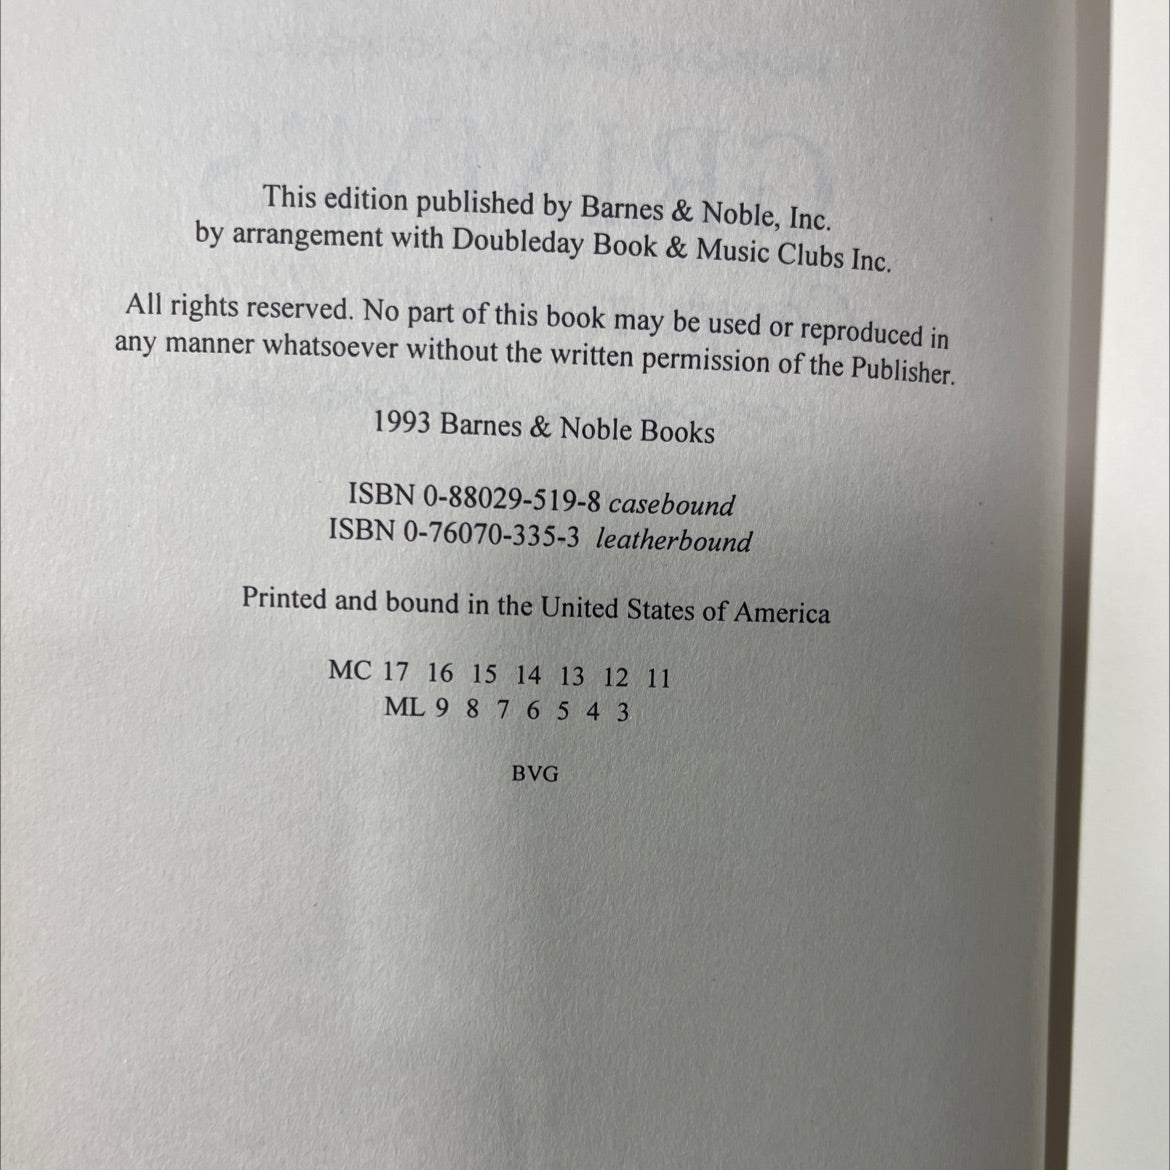 This edition published by Barnes & Noble, Inc.
by arrangement with Doubleday Book & Music Clubs Inc.
All rights reserved. No part of this book may be used or reproduced in
any manner whatsoever without the written permission of the Publisher.
1993 Barnes & Noble Books
ISBN 0-88029-519-8 casebound
ISBN 0-76070-335-3 leatherbound
Printed and bound in the United States of America
MC 17 16 15 14 13 12 11
ML 9 8 7 6 5 4 3
BVG